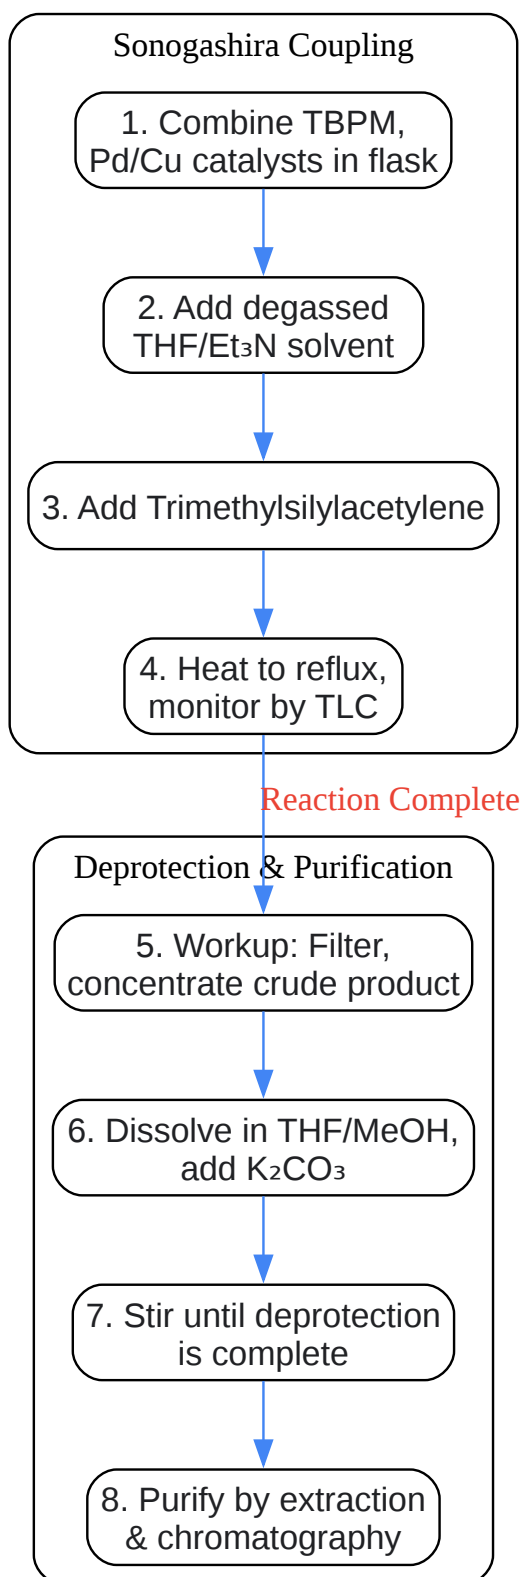 Sonogashira Coupling
1. Combine TBPM,
Pd/Cu catalysts in flask
2. Add degassed
THF/Et₃N solvent
3. Add Trimethylsilylacetylene
4. Heat to reflux,
monitor by TLC
Reaction Complete
Deprotection & Purification
5. Workup: Filter,
concentrate crude product
6. Dissolve in THF/MeOH,
add K₂CO₃
7. Stir until deprotection
is complete
8. Purify by extraction
& chromatography